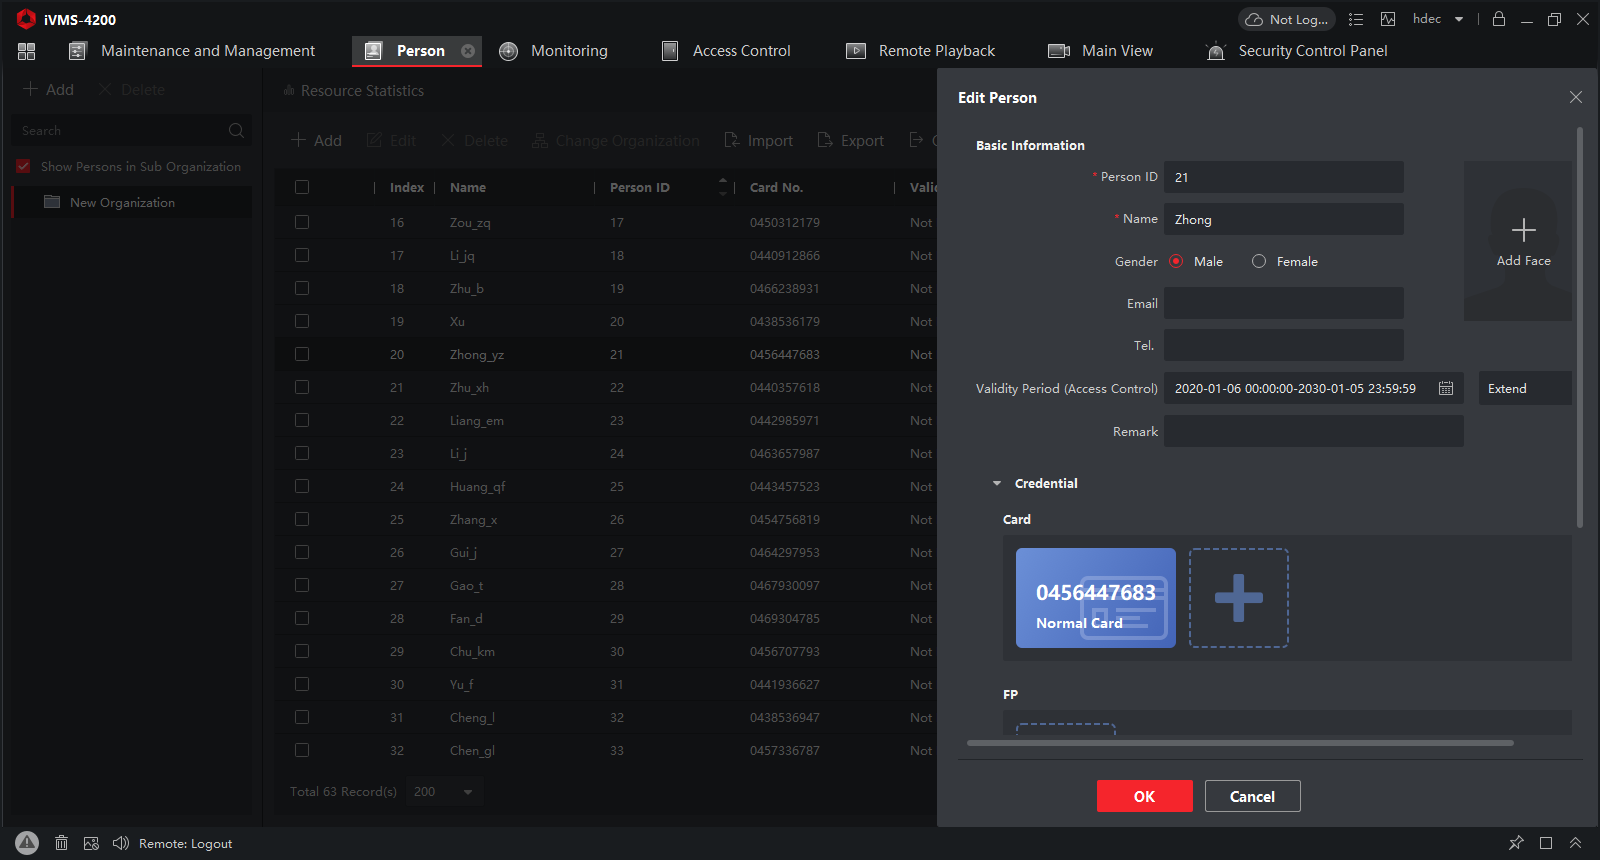 iVMS-4200
Not Log...
hdec
Maintenance and Management
Person
Monitoring
Access Control
Remote Playback
Main View
Security Control Panel
Add
Delete
Search
Show Persons in Sub Organization
New Organization
Resource Statistics
Add
Edit
Delete
Change Organization
Import
Export
Index Name Person ID Card No. Valid
16 Zou_zq 17 0450312179 Not
17 Li_jq 18 0440912866 Not
18 Zhu_b 19 0466238931 Not
19 Xu 20 0438536179 Not
20 Zhong_yz 21 0456447683 Not
21 Zhu_xh 22 0440357618 Not
22 Liang_em 23 0442985971 Not
23 Li_j 24 0463657987 Not
24 Huang_qf 25 0443457523 Not
25 Zhang_x 26 0454756819 Not
26 Gui_j 27 0464297953 Not
27 Gao_t 28 0467930097 Not
28 Fan_d 29 0469304785 Not
29 Chu_km 30 0456707793 Not
30 Yu_f 31 0441936627 Not
31 Cheng_l 32 0438536947 Not
32 Chen_gl 33 0457336787 Not
Total 63 Record(s) 200
Edit Person
Basic Information
* Person ID 21
* Name Zhong
Gender Male Female
Email
Tel.
Add Face
Validity Period (Access Control) 2020-01-06 00:00:00-2030-01-05 23:59:59 Extend
Remark
Credential
Card
0456447683
Normal Card
FP
OK
Cancel
Remote: Logout